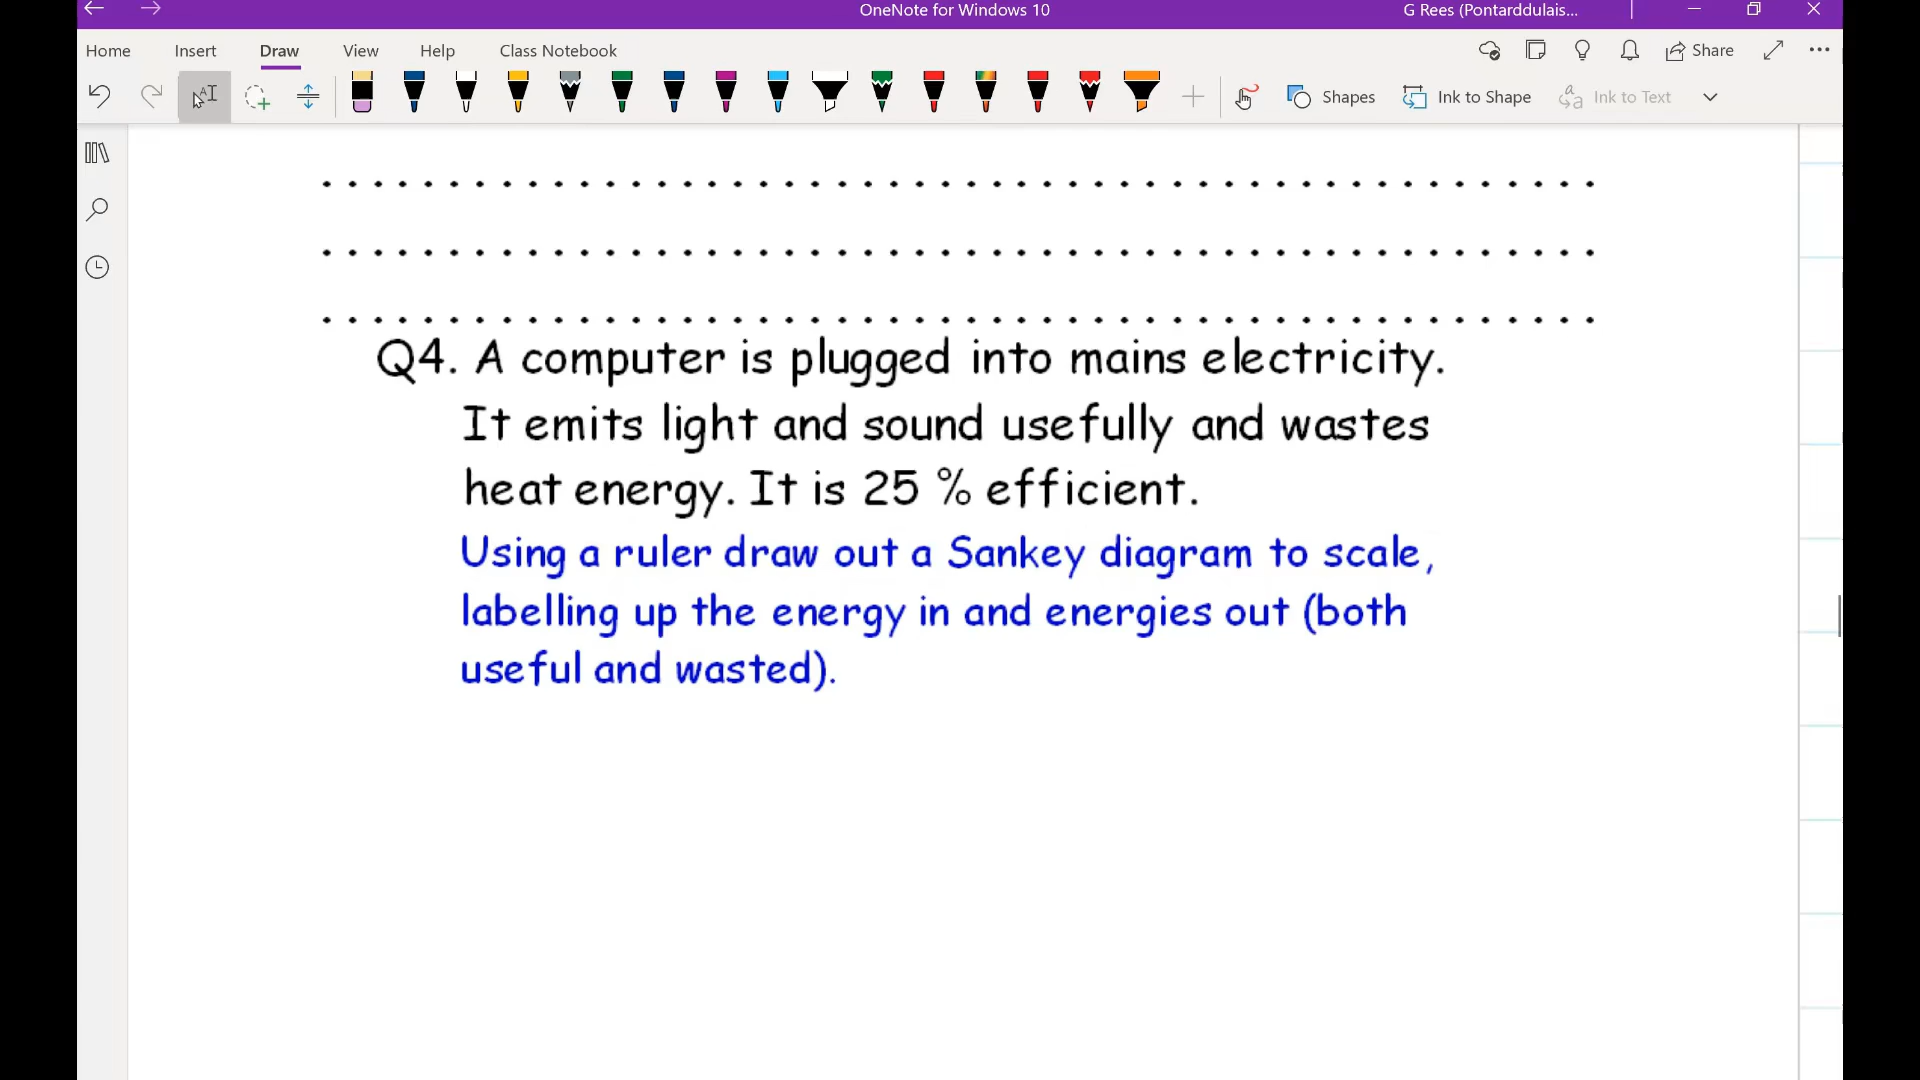 OneNote for Windows 10
G Rees (Pontarddulais...
Home Insert Draw View Help Class Notebook
Share
Shapes Ink to Shape Ink to Text
Q4. A computer is plugged into mains electricity.
It emits light and sound usefully and wastes
heat energy. It is 25 % efficient.
Using a ruler draw out a Sankey diagram to scale,
labelling up the energy in and energies out (both
useful and wasted).